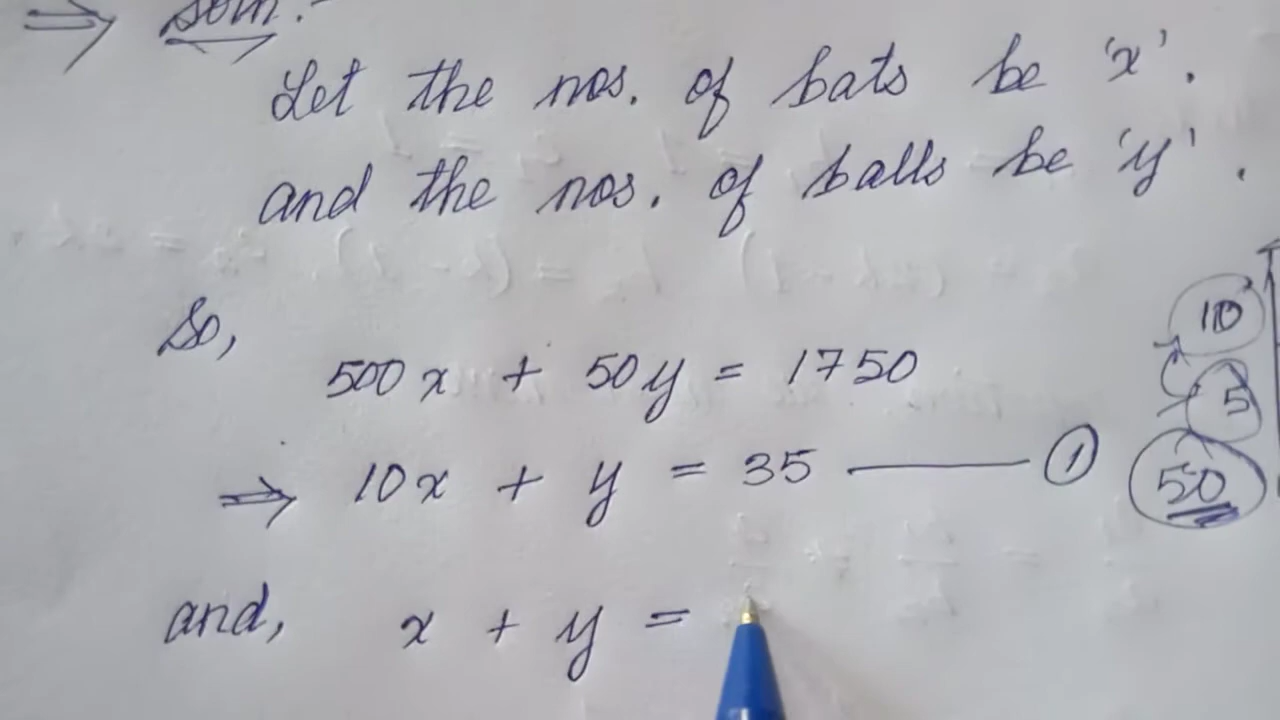 ⇒ Soln:-
Let the nos. of bats be 'x'.
and the nos. of balls be 'y'.
So,
500x + 50y = 1750
⇒ 10x + y = 35 ——— ①
and, x + y =
10
5
50